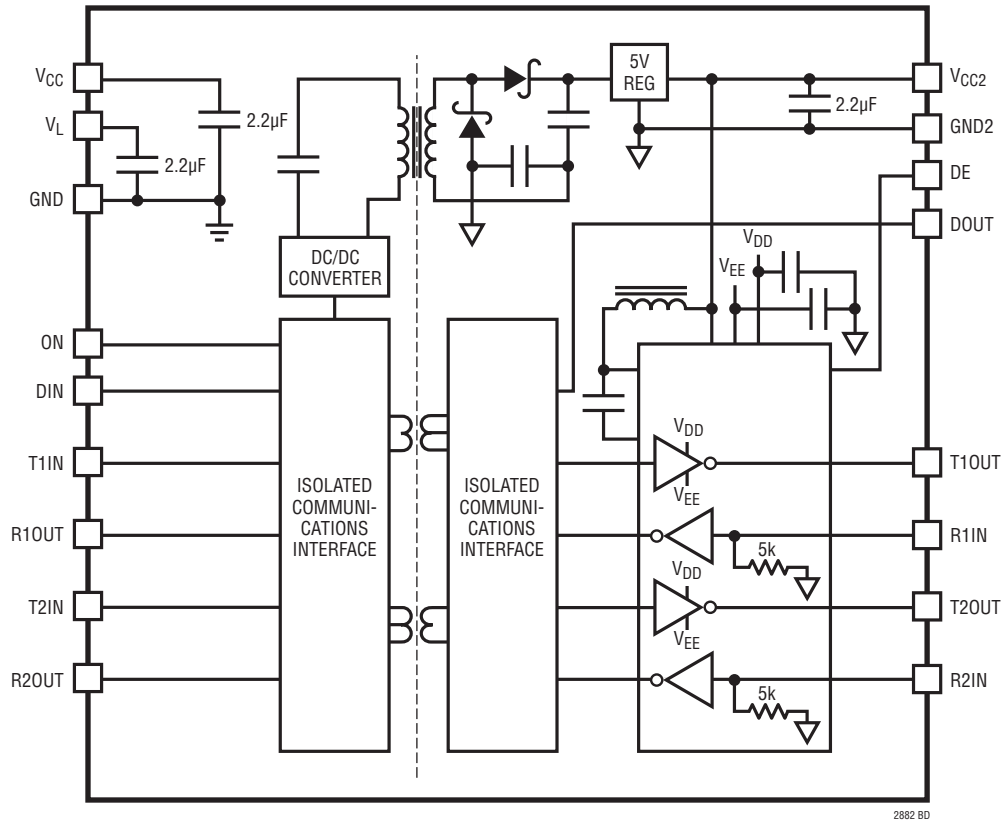 VCC
VL
GND
ON
DIN
T1IN
R1OUT
T2IN
R2OUT
2.2µF
2.2µF
DC/DC
CONVERTER
ISOLATED
COMMUNI-
CATIONS
INTERFACE
ISOLATED
COMMUNI-
CATIONS
INTERFACE
5V
REG
2.2µF
VDD
VEE
VDD
VEE
5k
VDD
VEE
5k
VCC2
GND2
DE
DOUT
T1OUT
R1IN
T2OUT
R2IN
2882 BD